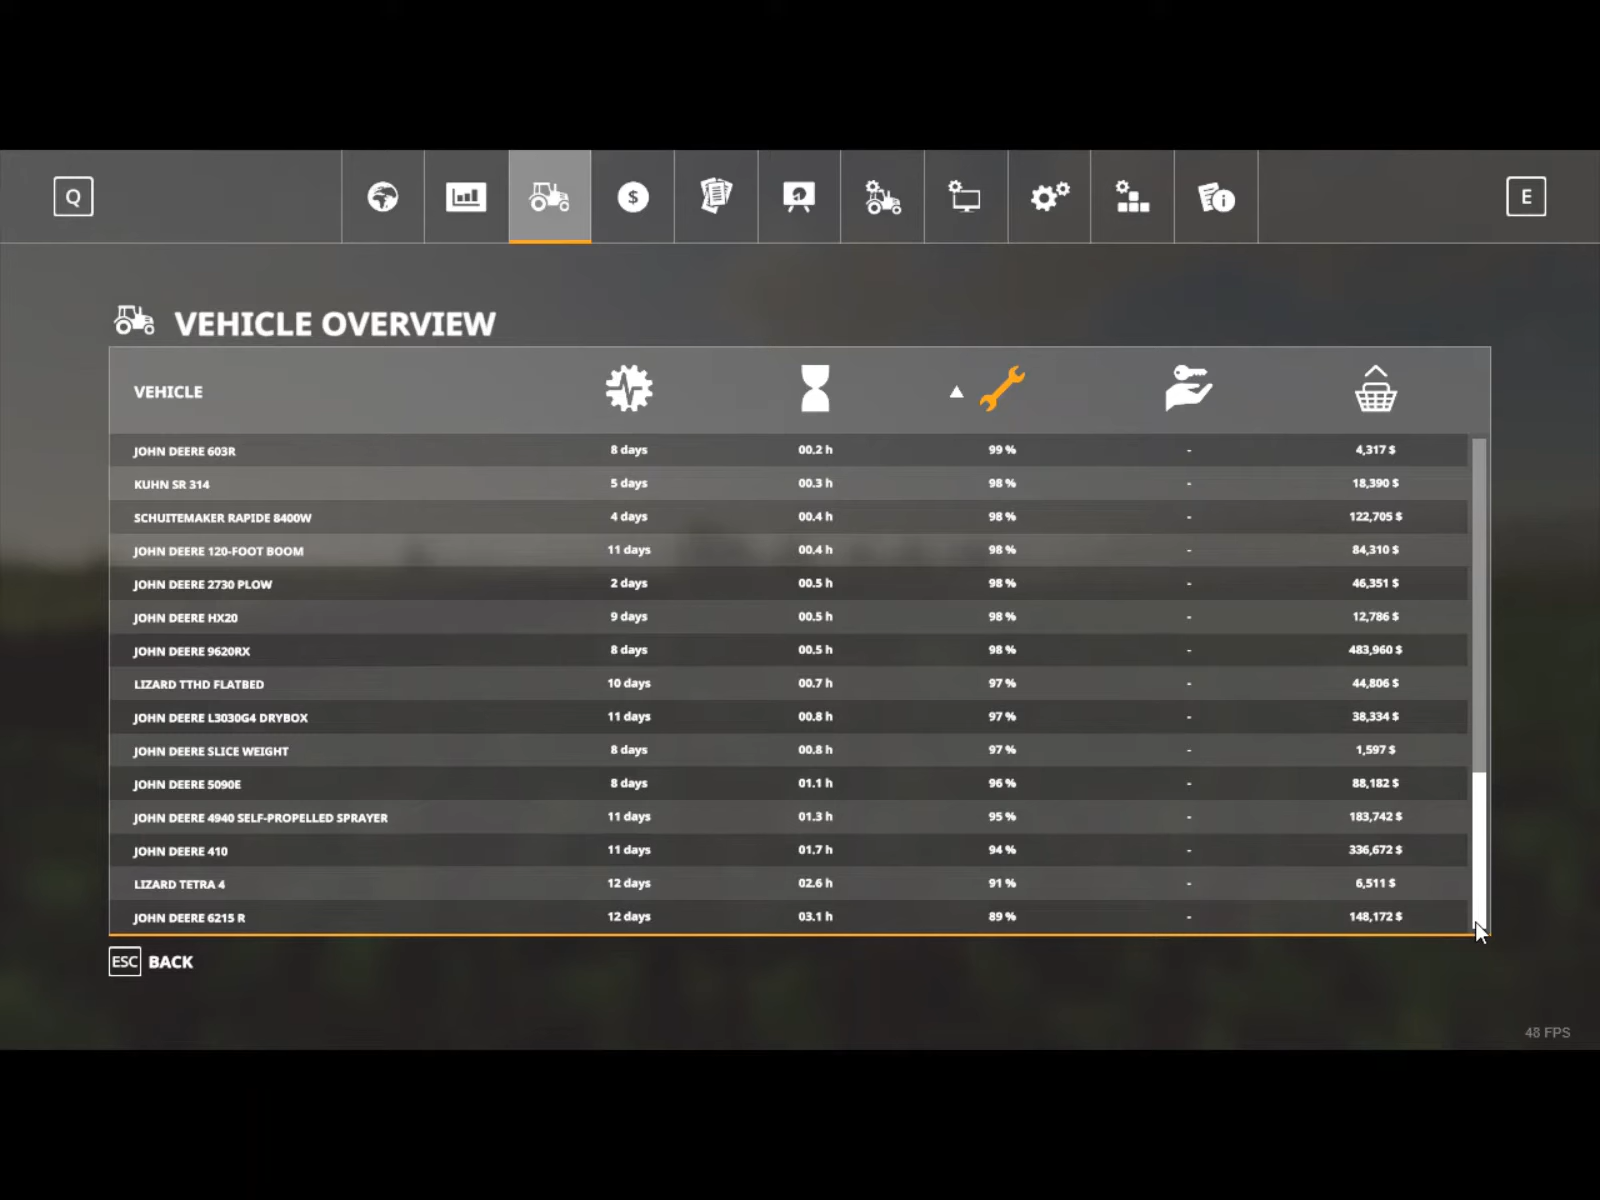 Q
E
VEHICLE OVERVIEW
VEHICLE
JOHN DEERE 603R 8 days 00.2 h 99 % - 4,317 $
KUHN SR 314 5 days 00.3 h 98 % - 18,390 $
SCHUITEMAKER RAPIDE 8400W 4 days 00.4 h 98 % - 122,705 $
JOHN DEERE 120-FOOT BOOM 11 days 00.4 h 98 % - 84,310 $
JOHN DEERE 2730 PLOW 2 days 00.5 h 98 % - 46,351 $
JOHN DEERE HX20 9 days 00.5 h 98 % - 12,786 $
JOHN DEERE 9620RX 8 days 00.5 h 98 % - 483,960 $
LIZARD TTHD FLATBED 10 days 00.7 h 97 % - 44,806 $
JOHN DEERE L3030G4 DRYBOX 11 days 00.8 h 97 % - 38,334 $
JOHN DEERE SLICE WEIGHT 8 days 00.8 h 97 % - 1,597 $
JOHN DEERE 5090E 8 days 01.1 h 96 % - 88,182 $
JOHN DEERE 4940 SELF-PROPELLED SPRAYER 11 days 01.3 h 95 % - 183,742 $
JOHN DEERE 410 11 days 01.7 h 94 % - 336,672 $
LIZARD TETRA 4 12 days 02.6 h 91 % - 6,511 $
JOHN DEERE 6215 R 12 days 03.1 h 89 % - 148,172 $
ESC BACK
48 FPS